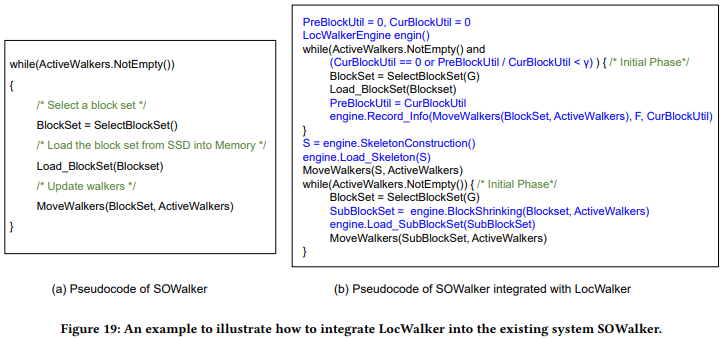 while(ActiveWalkers.NotEmpty())
{
/* Select a block set */
BlockSet = SelectBlockSet()
/* Load the block set from SSD into Memory */
Load_BlockSet(Blockset)
/* Update walkers */
MoveWalkers(BlockSet, ActiveWalkers)
}
(a) Pseudocode of SOWalker
PreBlockUtil = 0, CurBlockUtil = 0
LocWalkerEngine engin()
while(ActiveWalkers.NotEmpty() and
(CurBlockUtil == 0 or PreBlockUtil / CurBlockUtil < γ) ) { /* Initial Phase*/
BlockSet = SelectBlockSet(G)
Load_BlockSet(Blockset)
PreBlockUtil = CurBlockUtil
engine.Record_Info(MoveWalkers(BlockSet, ActiveWalkers), F, CurBlockUtil)
}
S = engine.SkeletonConstruction()
engine.Load_Skeleton(S)
MoveWalkers(S, ActiveWalkers)
while(ActiveWalkers.NotEmpty()) { /* Initial Phase*/
BlockSet = SelectBlockSet(G)
SubBlockSet = engine.BlockShrinking(Blockset, ActiveWalkers)
engine.Load_SubBlockSet(SubBlockSet)
MoveWalkers(SubBlockSet, ActiveWalkers)
}
(b) Pseudocode of SOWalker integrated with LocWalker
Figure 19: An example to illustrate how to integrate LocWalker into the existing system SOWalker.